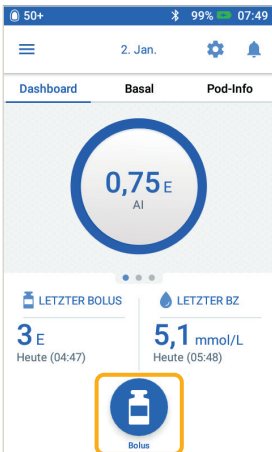 50+ 99% 07:49
2. Jan.
Dashboard Basal Pod-Info
0,75 E
AI
LETZTER BOLUS LETZTER BZ
3 E 5,1 mmol/L
Heute (04:47) Heute (05:48)
Bolus